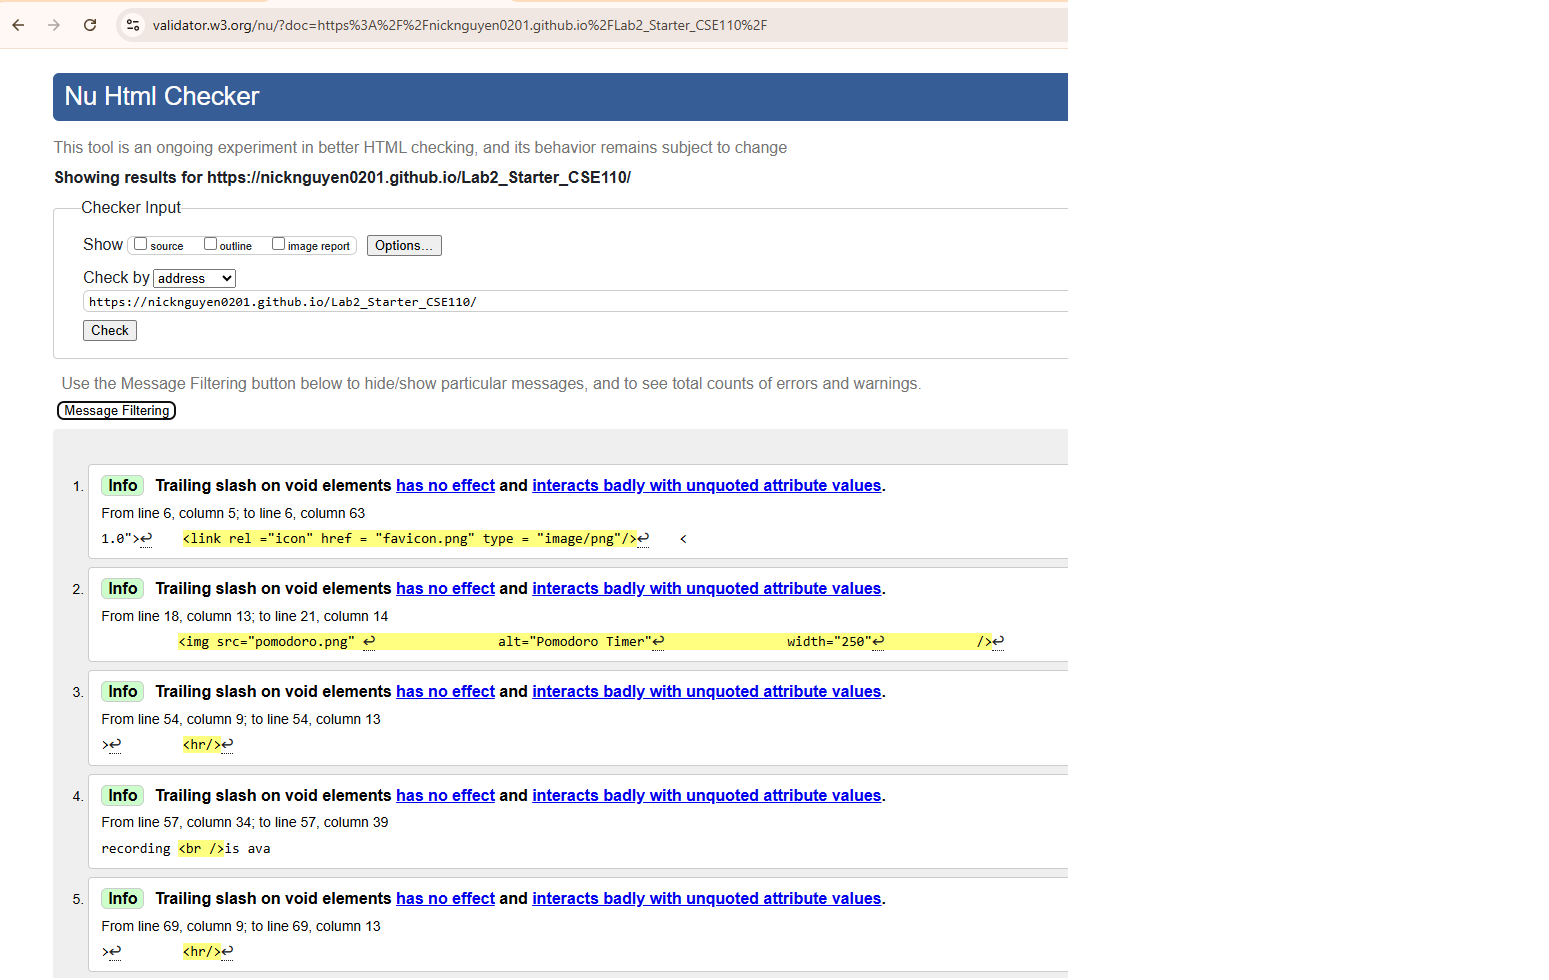 validator.w3.org/nu/?doc=https%3A%2F%2Fnicknguyen0201.github.io%2FLab2_Starter_CSE110%2F
Nu Html Checker
This tool is an ongoing experiment in better HTML checking, and its behavior remains subject to change
Showing results for https://nicknguyen0201.github.io/Lab2_Starter_CSE110/
Checker Input
Show source outline image report Options...
Check by address
https://nicknguyen0201.github.io/Lab2_Starter_CSE110/
Check
Use the Message Filtering button below to hide/show particular messages, and to see total counts of errors and warnings.
Message Filtering
1. Info Trailing slash on void elements has no effect and interacts badly with unquoted attribute values.
From line 6, column 5; to line 6, column 63
1.0">↩ <link rel ="icon" href = "favicon.png" type = "image/png"/>↩ <
2. Info Trailing slash on void elements has no effect and interacts badly with unquoted attribute values.
From line 18, column 13; to line 21, column 14
<img src="pomodoro.png" ↩ alt="Pomodoro Timer"↩ width="250"↩ />↩
3. Info Trailing slash on void elements has no effect and interacts badly with unquoted attribute values.
From line 54, column 9; to line 54, column 13
>↩ <hr/>↩
4. Info Trailing slash on void elements has no effect and interacts badly with unquoted attribute values.
From line 57, column 34; to line 57, column 39
recording <br />is ava
5. Info Trailing slash on void elements has no effect and interacts badly with unquoted attribute values.
From line 69, column 9; to line 69, column 13
>↩ <hr/>↩